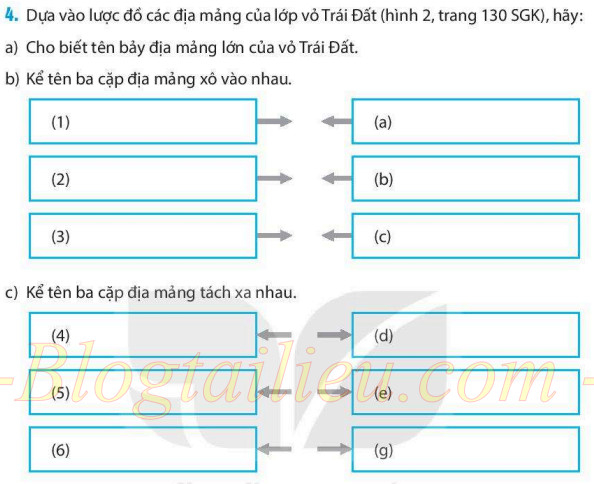 4. Dựa vào lược đồ các địa mảng của lớp vỏ Trái Đất (hình 2, trang 130 SGK), hãy:
a) Cho biết tên bảy địa mảng lớn của vỏ Trái Đất.
b) Kể tên ba cặp địa mảng xô vào nhau.
(1) (a)
(2) (b)
(3) (c)
c) Kể tên ba cặp địa mảng tách xa nhau.
(4) (d)
-Blogtailieu.com-
(5) (e)
(6) (g)